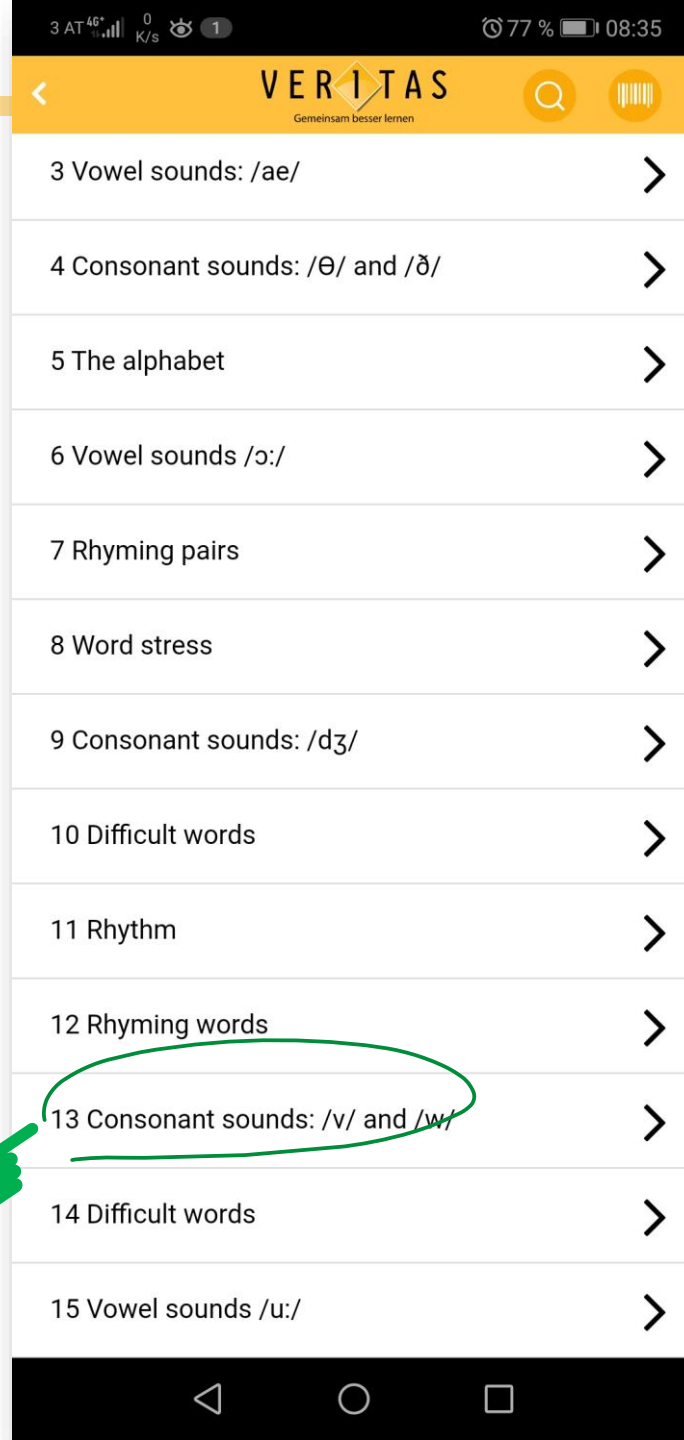 3 AT 4G+ 0 K/s 1 77 % 08:35
VERITAS
Gemeinsam besser lernen
3 Vowel sounds: /ae/
4 Consonant sounds: /Ө/ and /ð/
5 The alphabet
6 Vowel sounds /ɔ:/
7 Rhyming pairs
8 Word stress
9 Consonant sounds: /dʒ/
10 Difficult words
11 Rhythm
12 Rhyming words
13 Consonant sounds: /v/ and /w/
14 Difficult words
15 Vowel sounds /u:/